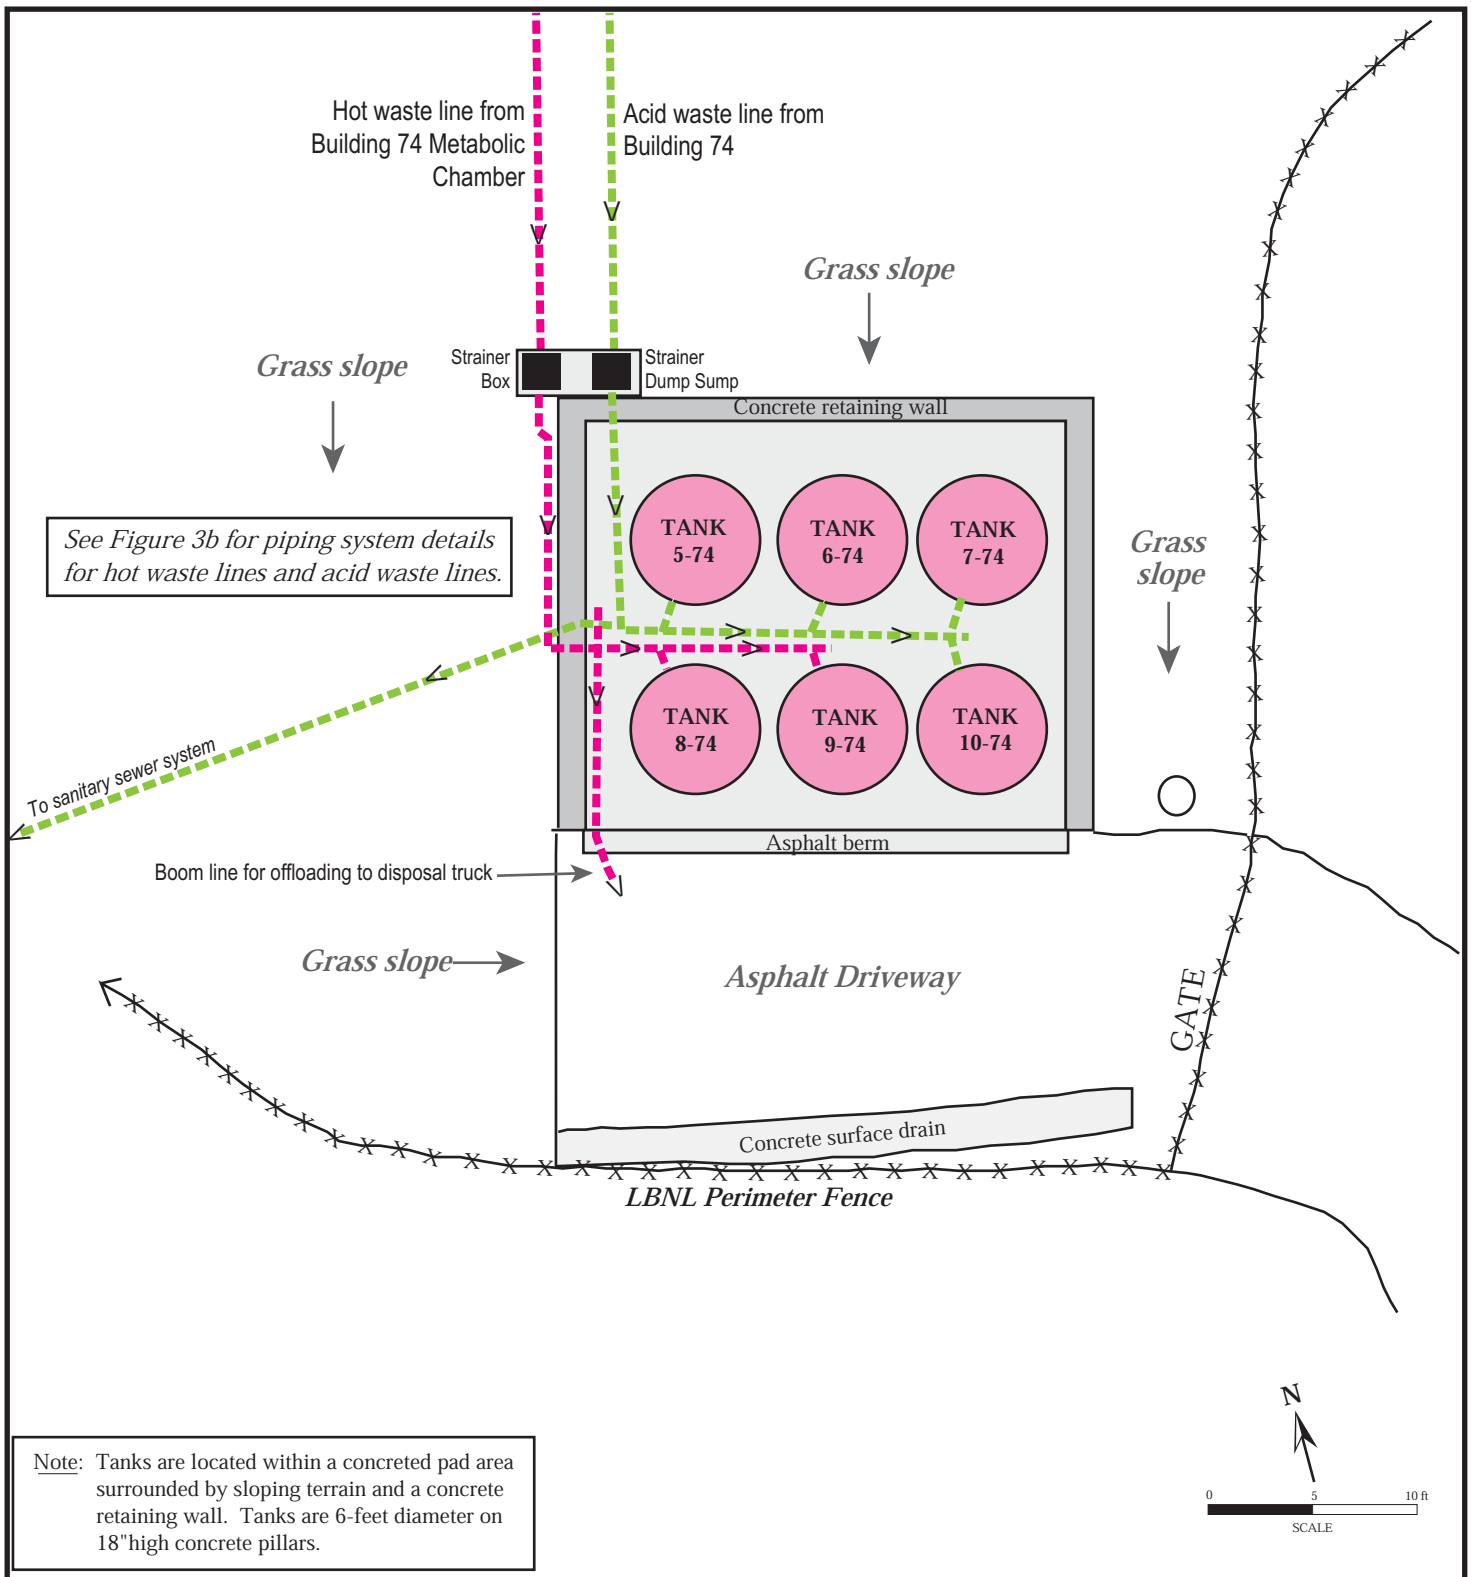 Hot waste line from
Building 74 Metabolic
Chamber
Acid waste line from
Building 74
Grass slope
Grass slope
Strainer
Box
Strainer
Dump Sump
Concrete retaining wall
See Figure 3b for piping system details
for hot waste lines and acid waste lines.
TANK
5-74
TANK
6-74
TANK
7-74
Grass
slope
TANK
8-74
TANK
9-74
TANK
10-74
To sanitary sewer system
Asphalt berm
Boom line for offloading to disposal truck
Grass slope
Asphalt Driveway
GATE
Concrete surface drain
LBNL Perimeter Fence
N
0 5 10 ft
SCALE
Note: Tanks are located within a concreted pad area
surrounded by sloping terrain and a concrete
retaining wall. Tanks are 6-feet diameter on
18"high concrete pillars.